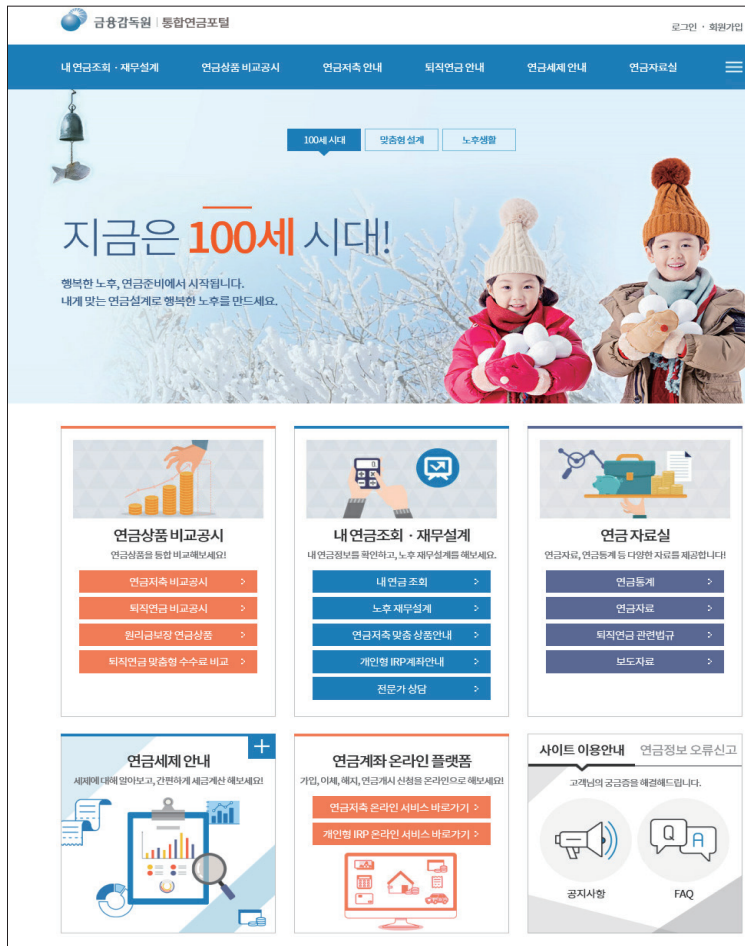 금융감독원 | 통합연금포털
로그인 · 회원가입
내 연금조회 · 재무설계 연금상품 비교공시 연금저축 안내 퇴직연금 안내 연금세제 안내 연금자료실
100세 시대 맞춤형 설계 노후생활
지금은 100세 시대!
행복한 노후, 연금준비에서 시작됩니다.
내게 맞는 연금설계로 행복한 노후를 만드세요.
연금상품 비교공시
연금상품을 통합 비교해보세요!
연금저축 비교공시 >
퇴직연금 비교공시 >
원리금보장 연금상품 >
퇴직연금 맞춤형 수수료 비교 >
내 연금조회 · 재무설계
내 연금정보를 확인하고, 노후 재무설계를 해보세요.
내 연금 조회 >
노후 재무설계 >
연금저축 맞춤 상품안내 >
개인형 IRP계좌안내 >
전문가 상담 >
연금 자료실
연금자료, 연금통계 등 다양한 자료를 제공합니다!
연금통계 >
연금자료 >
퇴직연금 관련법규 >
보도자료 >
연금세제 안내
세제에 대해 알아보고, 간편하게 세금계산 해보세요!
연금계좌 온라인 플랫폼
가입, 이체, 해지, 연금개시 신청을 온라인으로 해보세요!
연금저축 온라인 서비스 바로가기 >
개인형 IRP 온라인 서비스 바로가기 >
사이트 이용안내 연금정보 오류신고
고객님의 궁금증을 해결해드립니다.
Q A
공지사항 FAQ